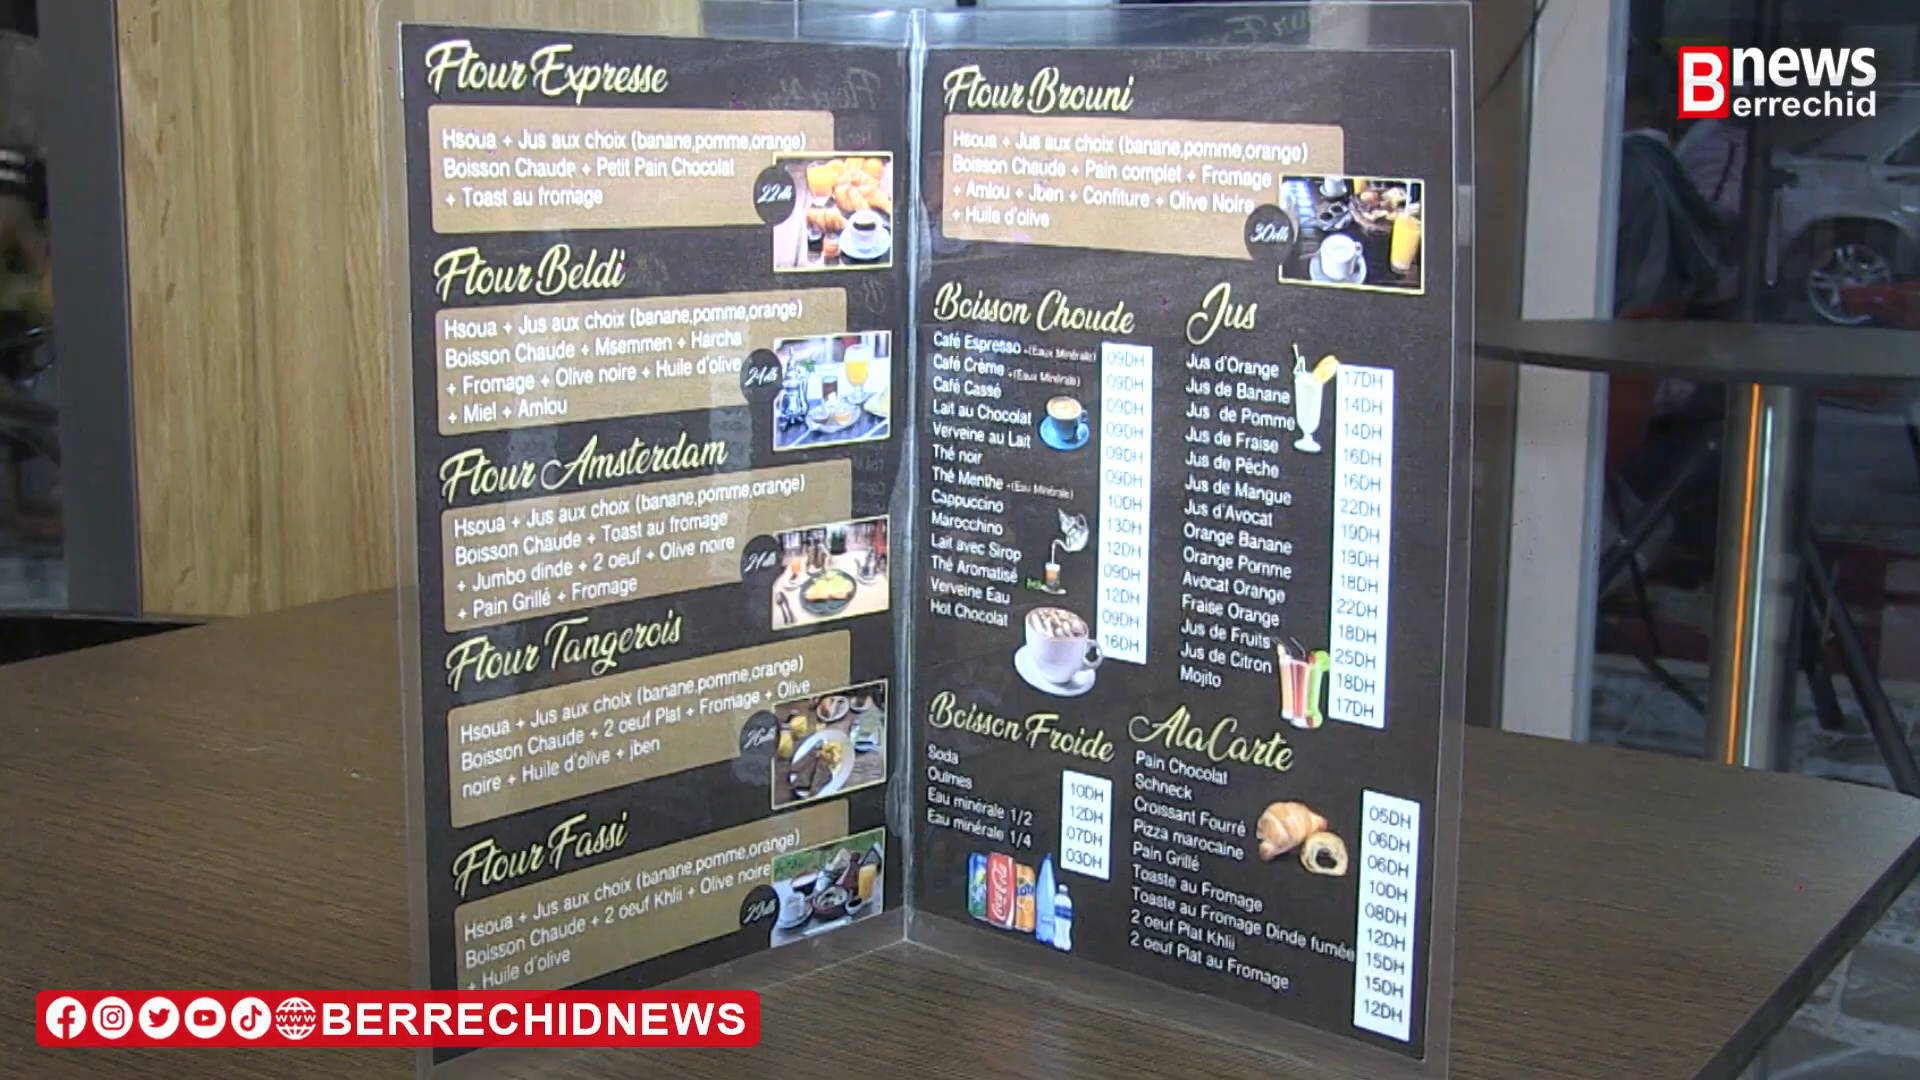 Bnews
Berrechid
Ftour Expresse
Hsoua + Jus aux choix (banane,pomme,orange)
Boisson Chaude + Petit Pain Chocolat
+ Toast au fromage
22dh
Ftour Beldi
Hsoua + Jus aux choix (banane,pomme,orange)
Boisson Chaude + Msemmen + Harcha
+ Fromage + Olive noire + Huile d'olive
+ Miel + Amlou
24dh
Ftour Amsterdam
Hsoua + Jus aux choix (banane,pomme,orange)
Boisson Chaude + Toast au fromage
+ Jumbo dinde + 2 oeuf + Olive noire
+ Pain Grillé + Fromage
Ftour Tangerois
Hsoua + Jus aux choix (banane,pomme,orange)
Boisson Chaude + 2 oeuf Plat + Fromage + Olive
noire + Huile d'olive + jben
26dh
Ftour Fassi
Hsoua + Jus aux choix (banane,pomme,orange)
Boisson Chaude + 2 oeuf Khlii + Olive noire
+ Huile d'olive
Ftour Brouni
Hsoua + Jus aux choix (banane,pomme,orange)
Boisson Chaude + Pain complet + Fromage
+ Amlou + Jben + Confiture + Olive Noire
+ Huile d'olive
30dh
Boisson Choude
Café Espresso +(Eaux Minérale) 09DH
Café Crème +(Eaux Minérale) 09DH
Café Cassé 09DH
Lait au Chocolat 09DH
Verveine au Lait 09DH
Thé noir 09DH
Thé Menthe +(Eau Minérale) 10DH
Cappuccino 13DH
Marocchino 12DH
Lait avec Sirop 09DH
Thé Aromatisé 12DH
Verveine Eau 09DH
Hot Chocolat 16DH
Jus
Jus d'Orange 17DH
Jus de Banane 14DH
Jus de Pomme 14DH
Jus de Fraise 16DH
Jus de Pêche 16DH
Jus de Mangue 22DH
Jus d'Avocat 19DH
Orange Banane 18DH
Orange Pomme 18DH
Avocat Orange 22DH
Fraise Orange 18DH
Jus de Fruits 25DH
Jus de Citron 18DH
Mojito 17DH
Boisson Froide
Soda 10DH
Oulmes 12DH
Eau minérale 1/2 07DH
Eau minérale 1/4 03DH
Coca-Cola
Ala Carte
Pain Chocolat 05DH
Schneck 06DH
Croissant Fourré 06DH
Pizza marocaine 10DH
Pain Grillé 08DH
Toaste au Fromage 12DH
Toaste au Fromage Dinde fumée 15DH
2 oeuf Plat Khlii 15DH
2 oeuf Plat au Fromage 12DH
BERRECHIDNEWS